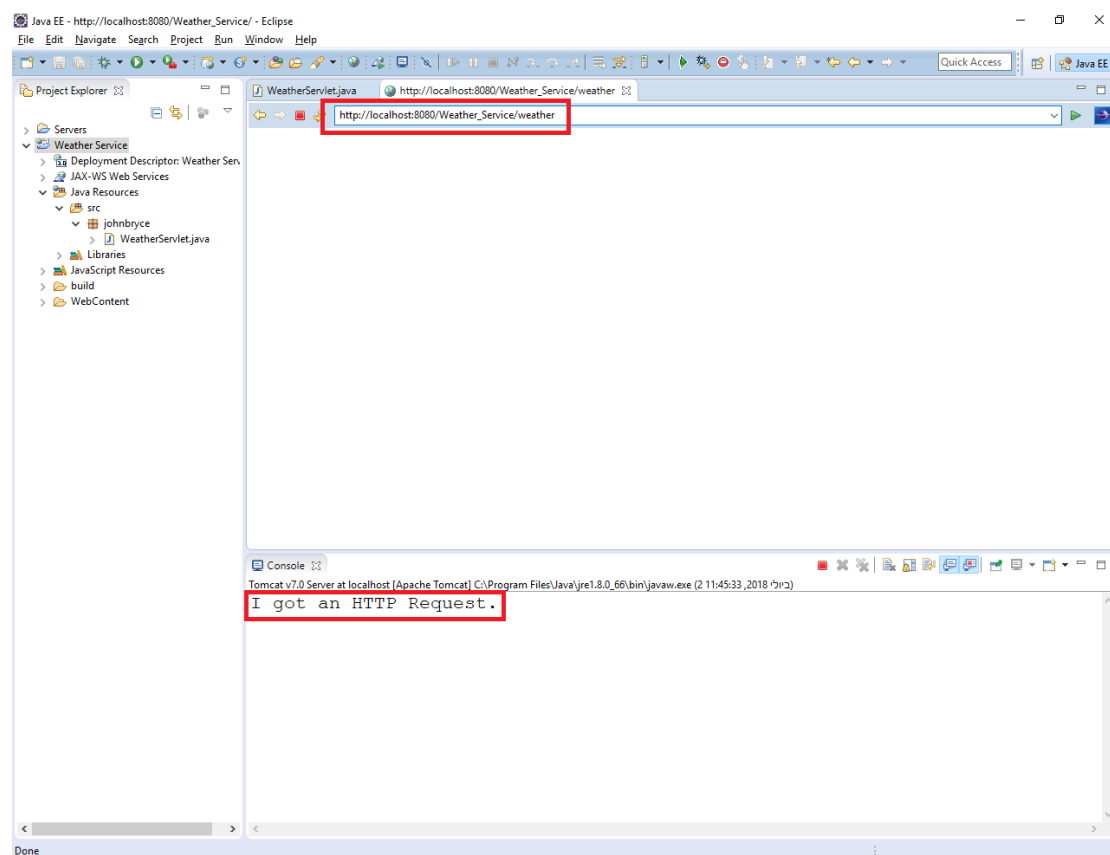 Java EE - http://localhost:8080/Weather_Service/ - Eclipse
File Edit Navigate Search Project Run Window Help
Quick Access
Java EE
Project Explorer
Servers
Weather Service
Deployment Descriptor: Weather Serv
JAX-WS Web Services
Java Resources
src
johnbryce
WeatherServlet.java
Libraries
JavaScript Resources
build
WebContent
WeatherServlet.java http://localhost:8080/Weather_Service/weather
http://localhost:8080/Weather_Service/weather
Console
Tomcat v7.0 Server at localhost [Apache Tomcat] C:\Program Files\Java\jre1.8.0_66\bin\javaw.exe (2 11:45:33 ,2018 ביולי)
I got an HTTP Request.
Done